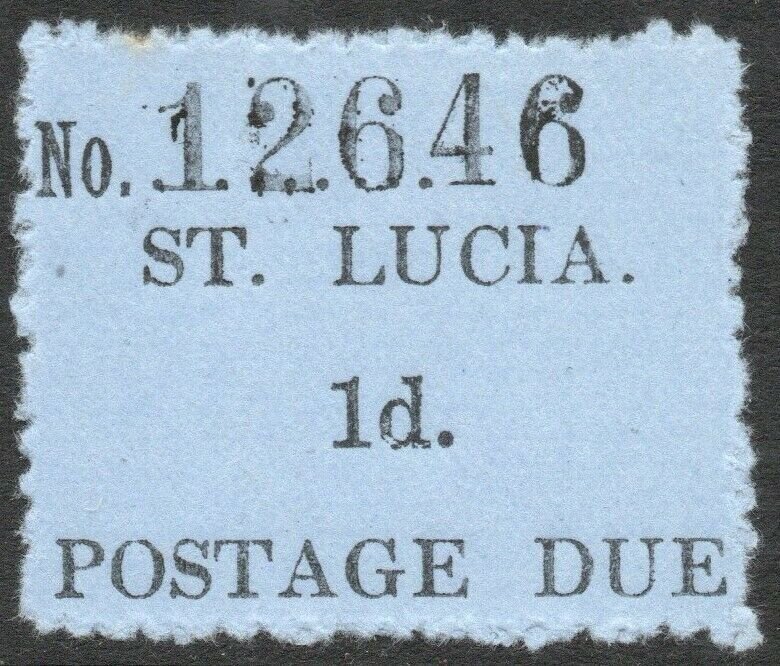 No. 12646
ST. LUCIA.
1d.
POSTAGE DUE